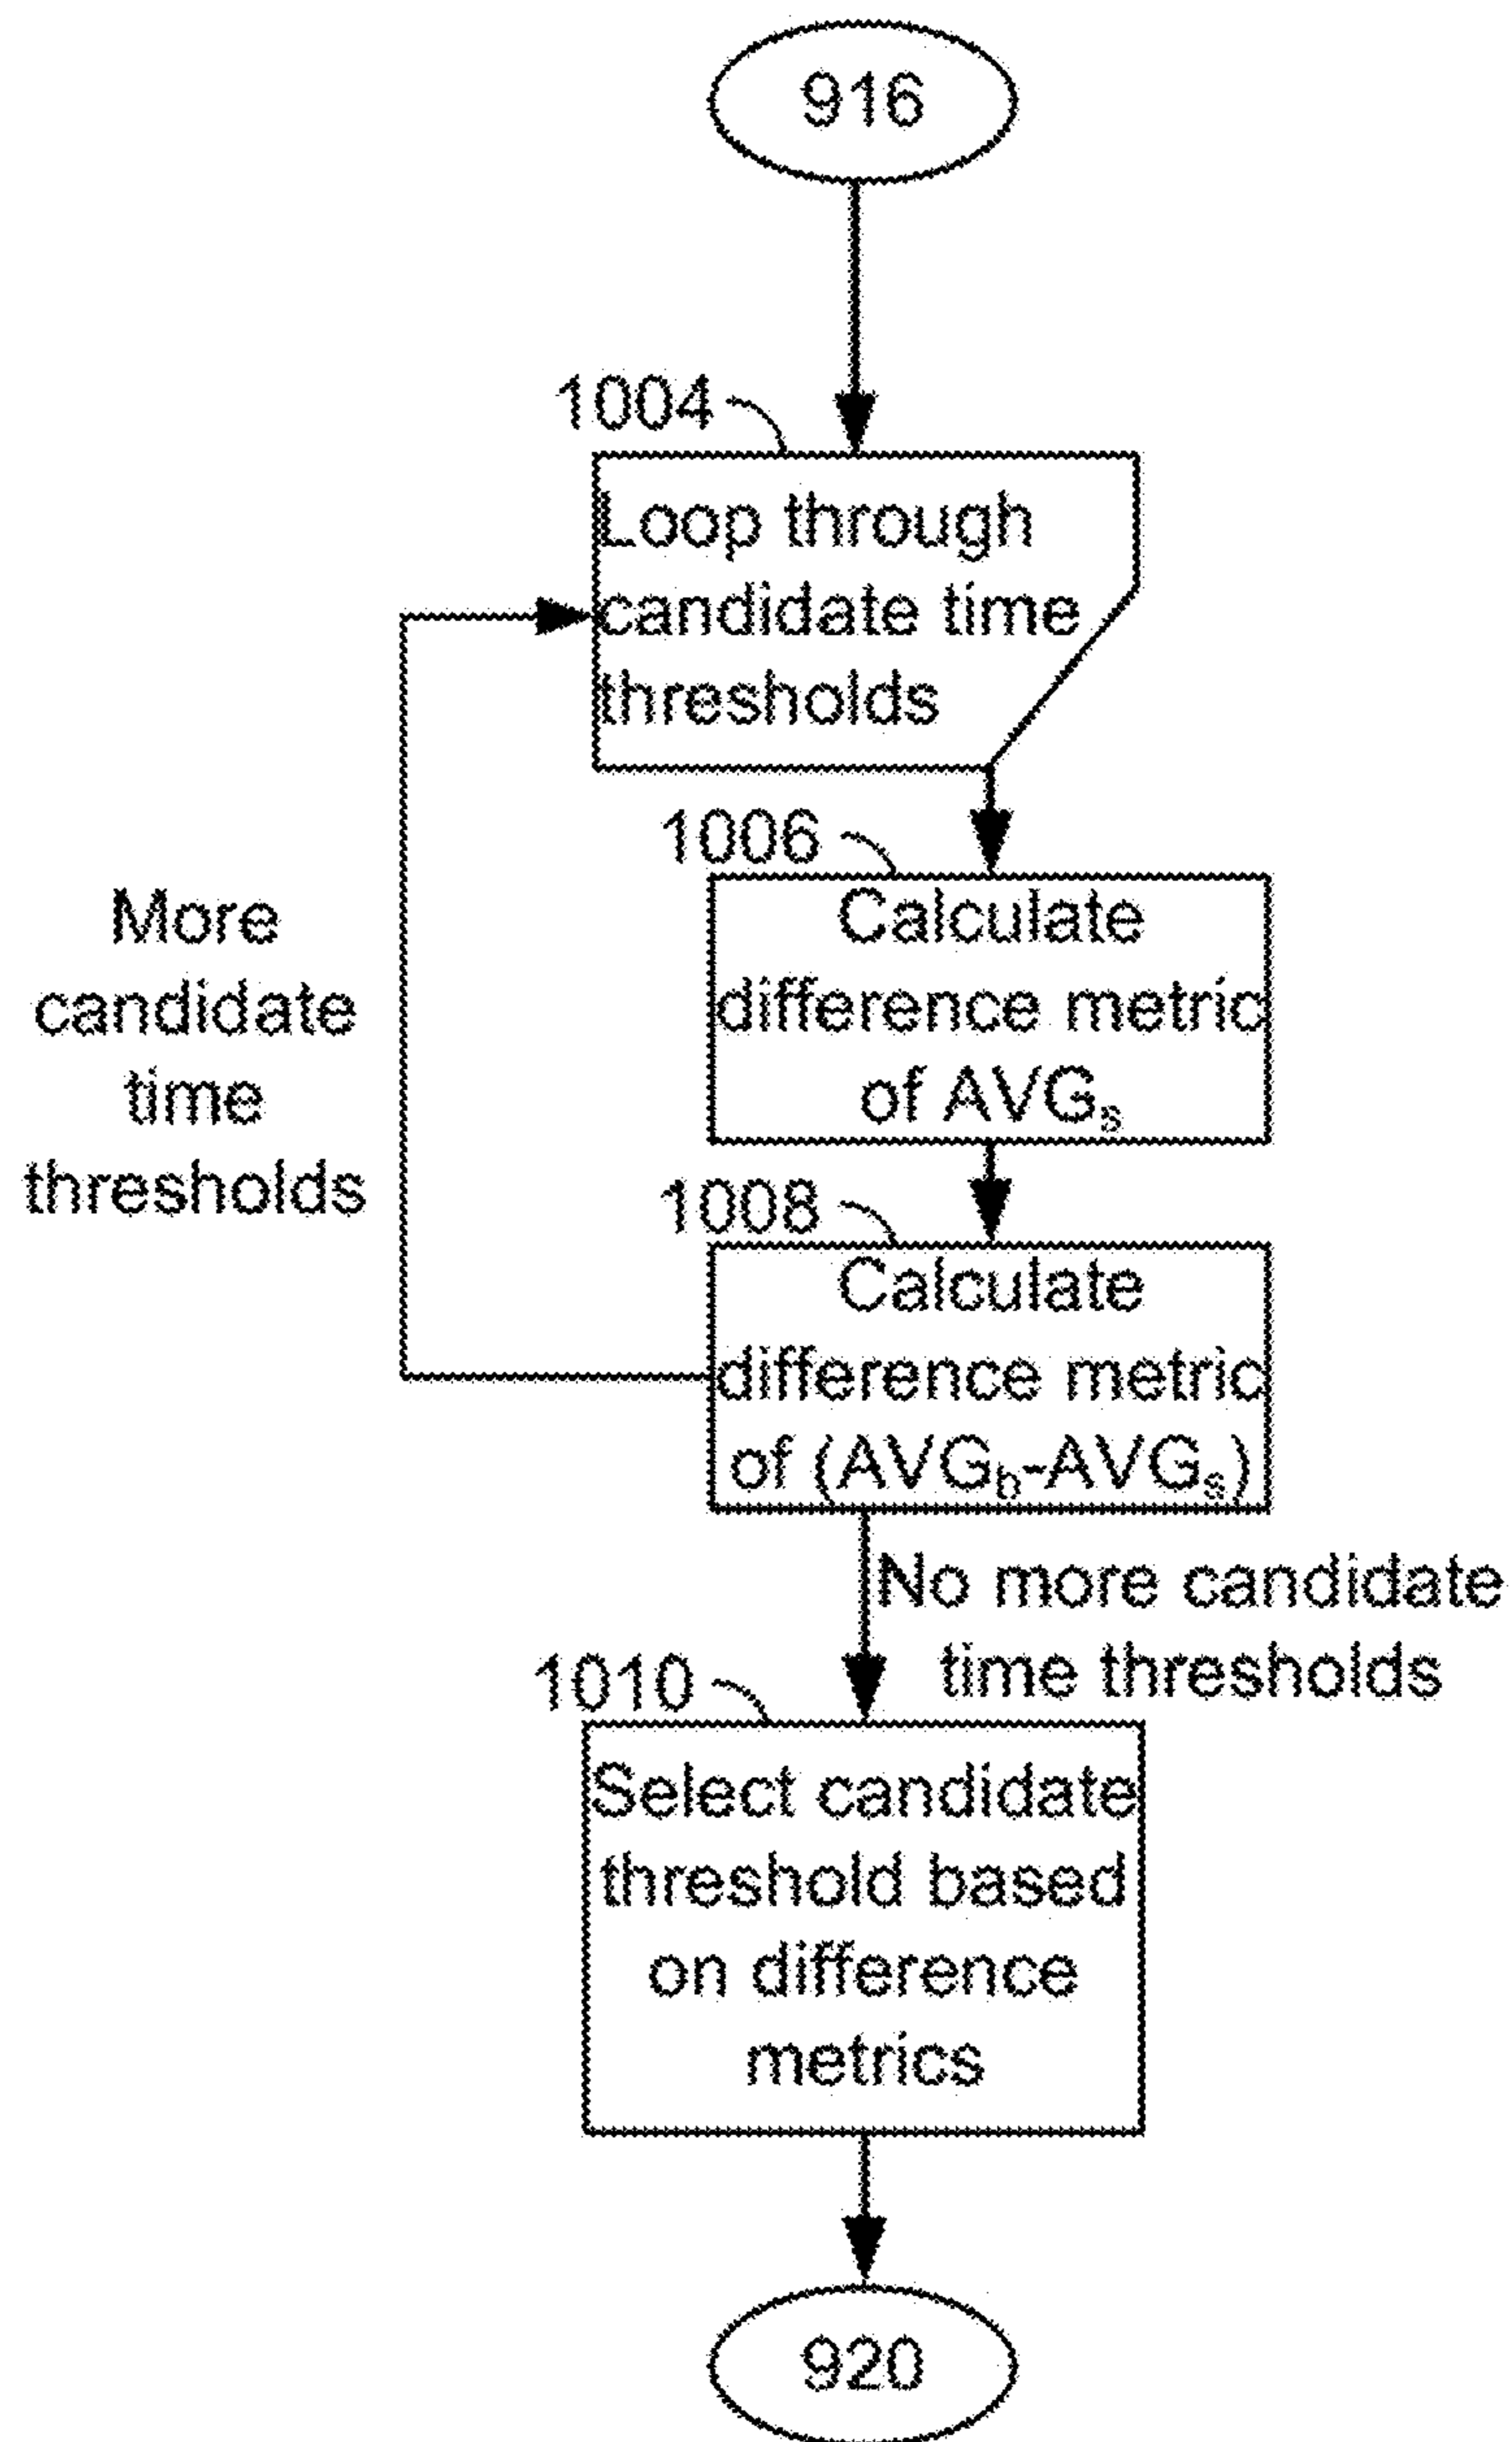 916
1004
Loop through
candidate time
thresholds
1006
Calculate
difference metric
of AVGs
More
candidate
time
thresholds
1008
Calculate
difference metric
of (AVGb-AVGs)
No more candidate
time thresholds
1010
Select candidate
threshold based
on difference
metrics
920